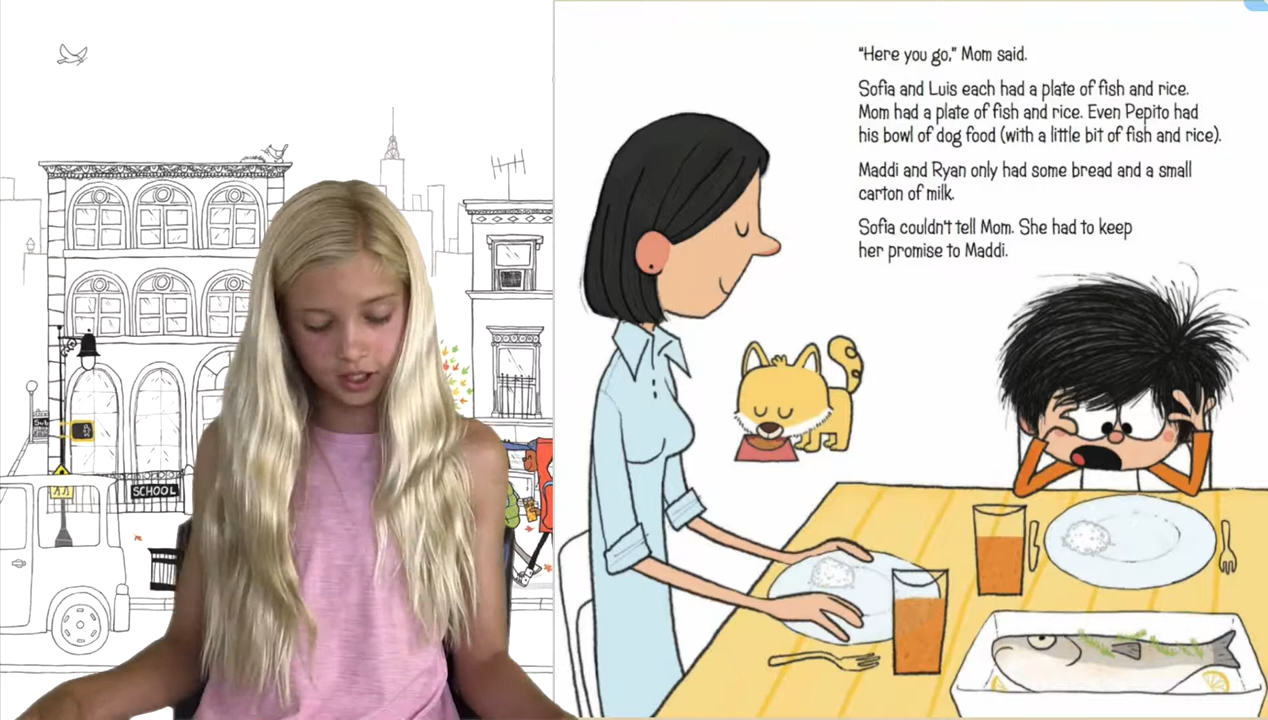 "Here you go," Mom said.
Sofia and Luis each had a plate of fish and rice.
Mom had a plate of fish and rice. Even Pepito had
his bowl of dog food (with a little bit of fish and rice).
Maddi and Ryan only had some bread and a small
carton of milk.
Sofia couldn't tell Mom. She had to keep
her promise to Maddi.
SCHOOL